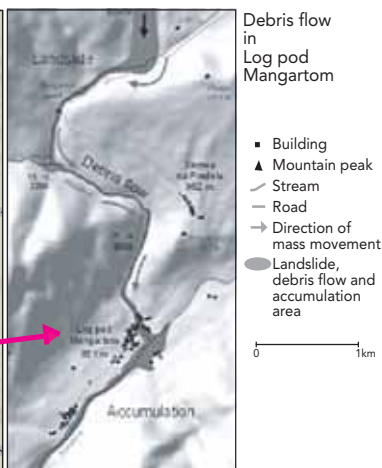 Debris flow
in
Log pod
Mangartom
Building
Mountain peak
Stream
Road
Direction of
mass movement
Landslide,
debris flow and
accumulation
area
0 1km
Landslide
Debris flow
Log pod
Mangartom
Accumulation